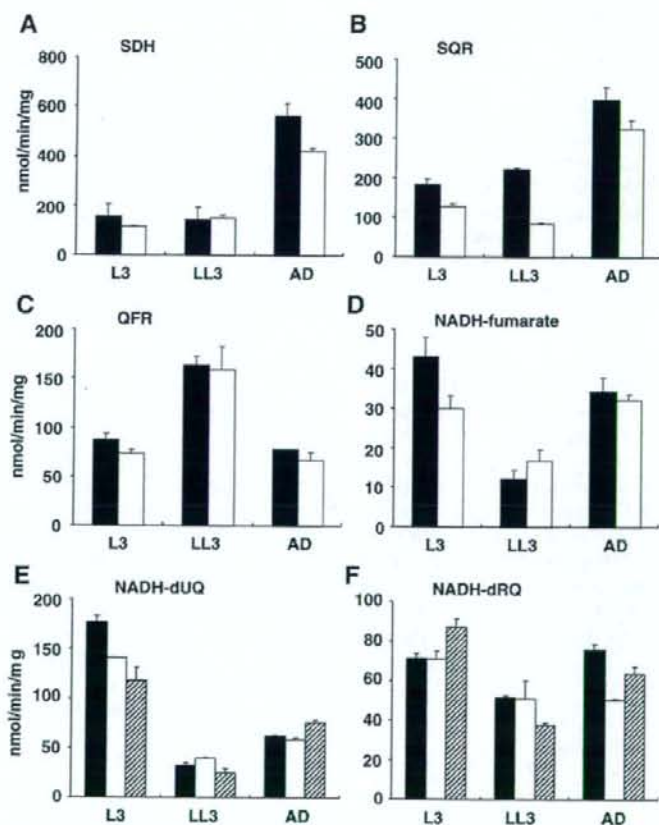 A
SDH
nmol/min/mg
800
600
400
200
0
L3
LL3
AD
B
SQR
500
400
300
200
100
0
L3
LL3
AD
C
QFR
nmol/min/mg
200
150
100
50
0
L3
LL3
AD
D
NADH-fumarate
50
40
30
20
10
0
L3
LL3
AD
E
NADH-dUQ
nmol/min/mg
200
150
100
50
0
L3
LL3
AD
F
NADH-dRQ
100
80
60
40
20
0
L3
LL3
AD